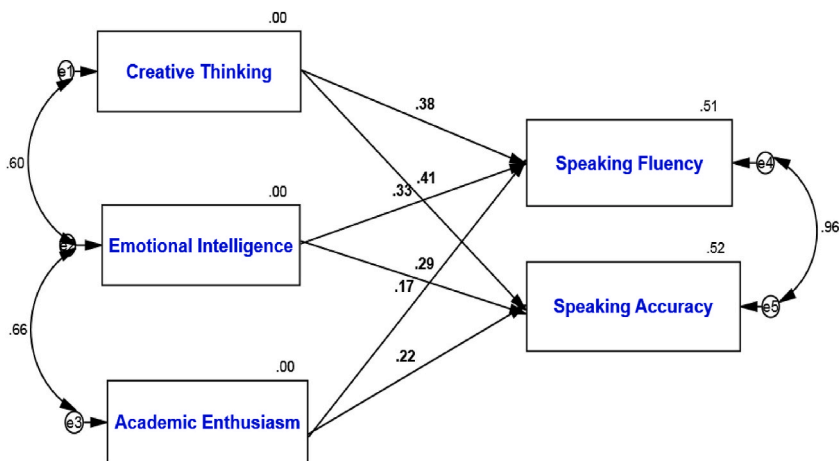 .00
e1
Creative Thinking
.38
.51
Speaking Fluency
e4
.60
.41
.33
.00
e2
Emotional Intelligence
.96
.29
.17
.52
Speaking Accuracy
e5
.66
.22
.00
e3
Academic Enthusiasm